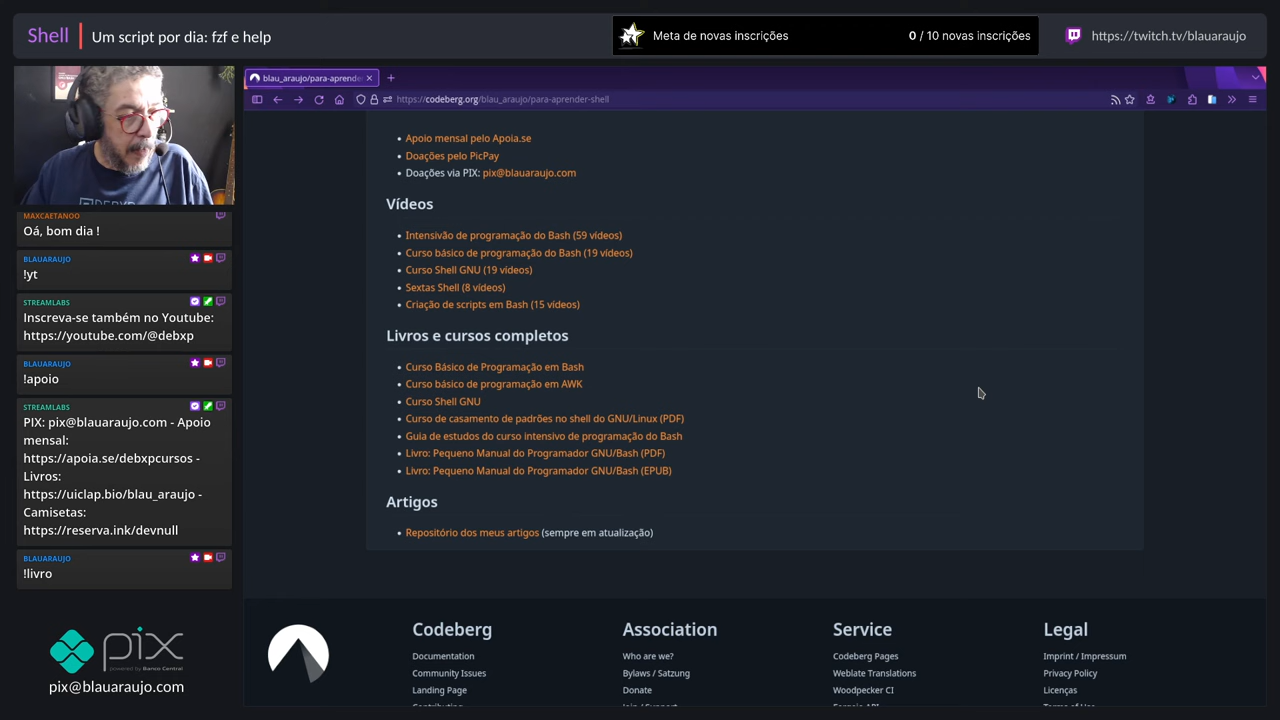 Shell
Um script por dia: fzf e help
Meta de novas inscrições
0 / 10 novas inscrições
https://twitch.tv/blauaraujo
MAXCAETANOO
Oá, bom dia !
BLAUARAUJO
!yt
STREAMLABS
Inscreva-se também no Youtube:
https://youtube.com/@debxp
BLAUARAUJO
!apoio
STREAMLABS
PIX: pix@blauaraujo.com - Apoio
mensal:
https://apoia.se/debxpcursos -
Livros:
https://uiclap.bio/blau_araujo -
Camisetas:
https://reserva.ink/devnull
BLAUARAUJO
!livro
pix
powered by Banco Central
pix@blauaraujo.com
blau_araujo/para-aprende
https://codeberg.org/blau_araujo/para-aprender-shell
Apoio mensal pelo Apoia.se
Doações pelo PicPay
Doações via PIX: pix@blauaraujo.com
Vídeos
Intensivão de programação do Bash (59 vídeos)
Curso básico de programação do Bash (19 vídeos)
Curso Shell GNU (19 vídeos)
Sextas Shell (8 vídeos)
Criação de scripts em Bash (15 vídeos)
Livros e cursos completos
Curso Básico de Programação em Bash
Curso básico de programação em AWK
Curso Shell GNU
Curso de casamento de padrões no shell do GNU/Linux (PDF)
Guia de estudos do curso intensivo de programação do Bash
Livro: Pequeno Manual do Programador GNU/Bash (PDF)
Livro: Pequeno Manual do Programador GNU/Bash (EPUB)
Artigos
Repositório dos meus artigos (sempre em atualização)
Codeberg
Documentation
Community Issues
Landing Page
Association
Who are we?
Bylaws / Satzung
Donate
Service
Codeberg Pages
Weblate Translations
Woodpecker CI
Legal
Imprint / Impressum
Privacy Policy
Licenças